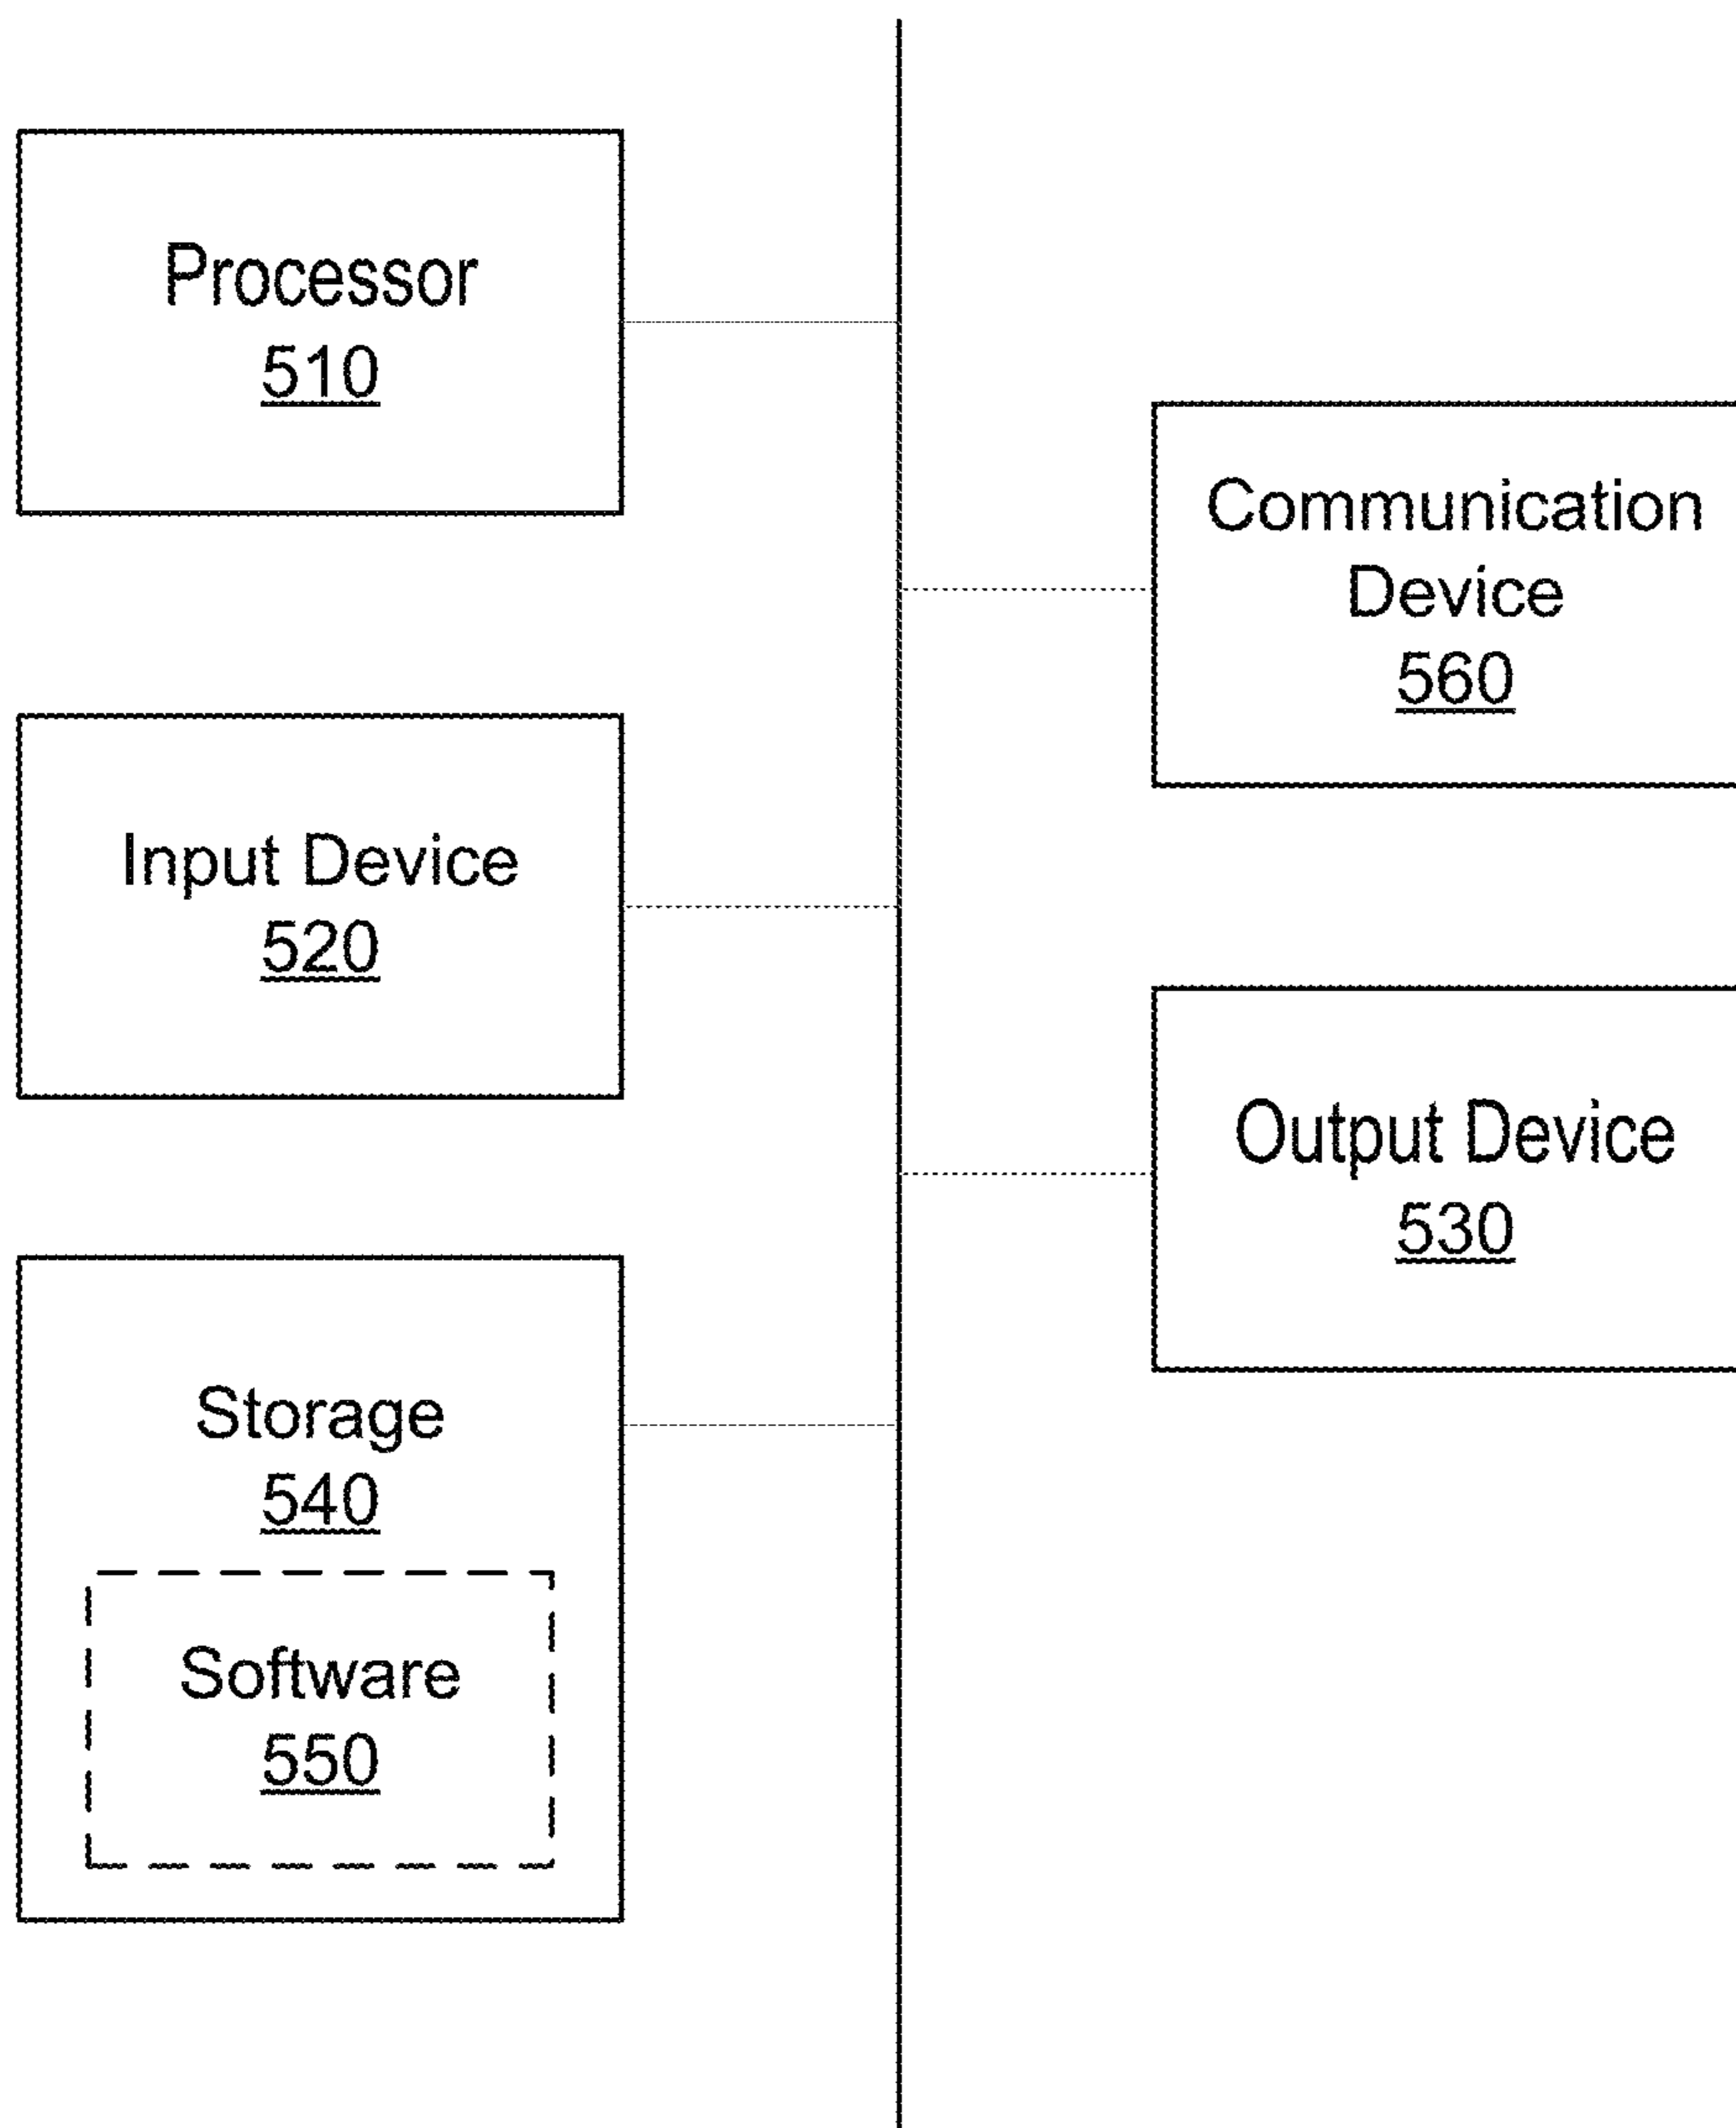 Processor
510
Communication
Device
560
Input Device
520
Output Device
530
Storage
540
Software
550